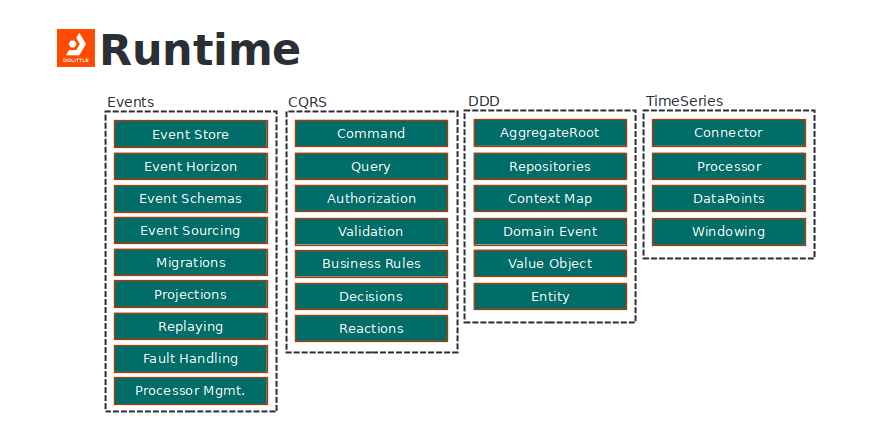 DOLITTLE
Runtime
Events
Event Store
Event Horizon
Event Schemas
Event Sourcing
Migrations
Projections
Replaying
Fault Handling
Processor Mgmt.
CQRS
Command
Query
Authorization
Validation
Business Rules
Decisions
Reactions
DDD
AggregateRoot
Repositories
Context Map
Domain Event
Value Object
Entity
TimeSeries
Connector
Processor
DataPoints
Windowing